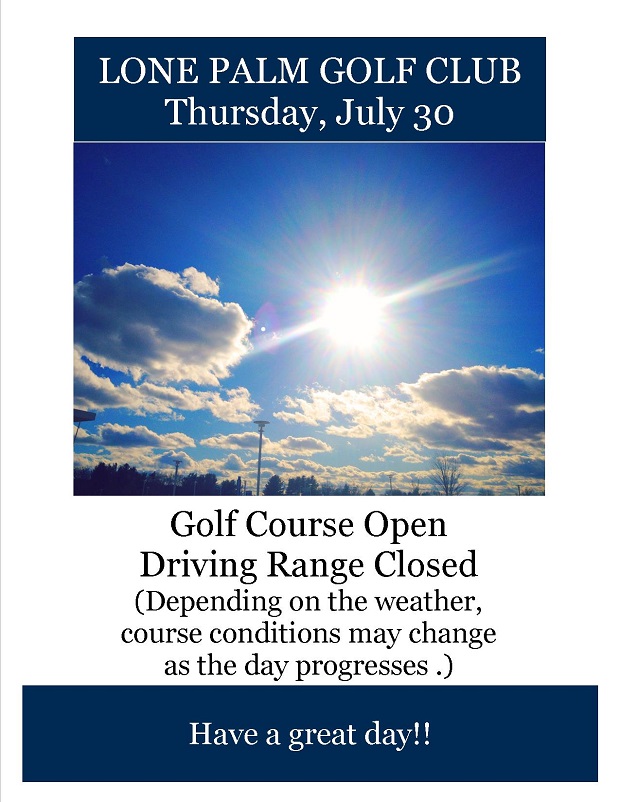 LONE PALM GOLF CLUB
Thursday, July 30
Golf Course Open
Driving Range Closed
(Depending on the weather,
course conditions may change
as the day progresses .)
Have a great day!!